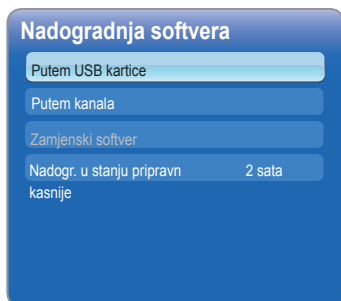 Nadogradnja softvera
Putem USB kartice
Putem kanala
Zamjenski softver
Nadogr. u stanju pripravn 2 sata
kasnije